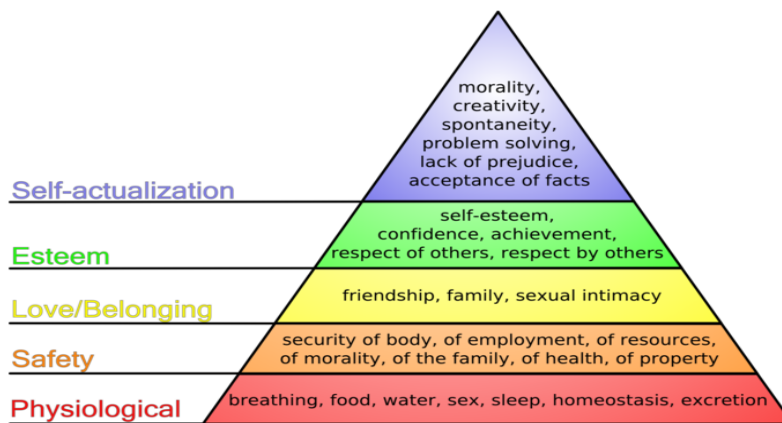 morality,
creativity,
spontaneity,
problem solving,
lack of prejudice,
acceptance of facts
Self-actualization
self-esteem,
confidence, achievement,
respect of others, respect by others
Esteem
friendship, family, sexual intimacy
Love/Belonging
security of body, of employment, of resources,
of morality, of the family, of health, of property
Safety
breathing, food, water, sex, sleep, homeostasis, excretion
Physiological